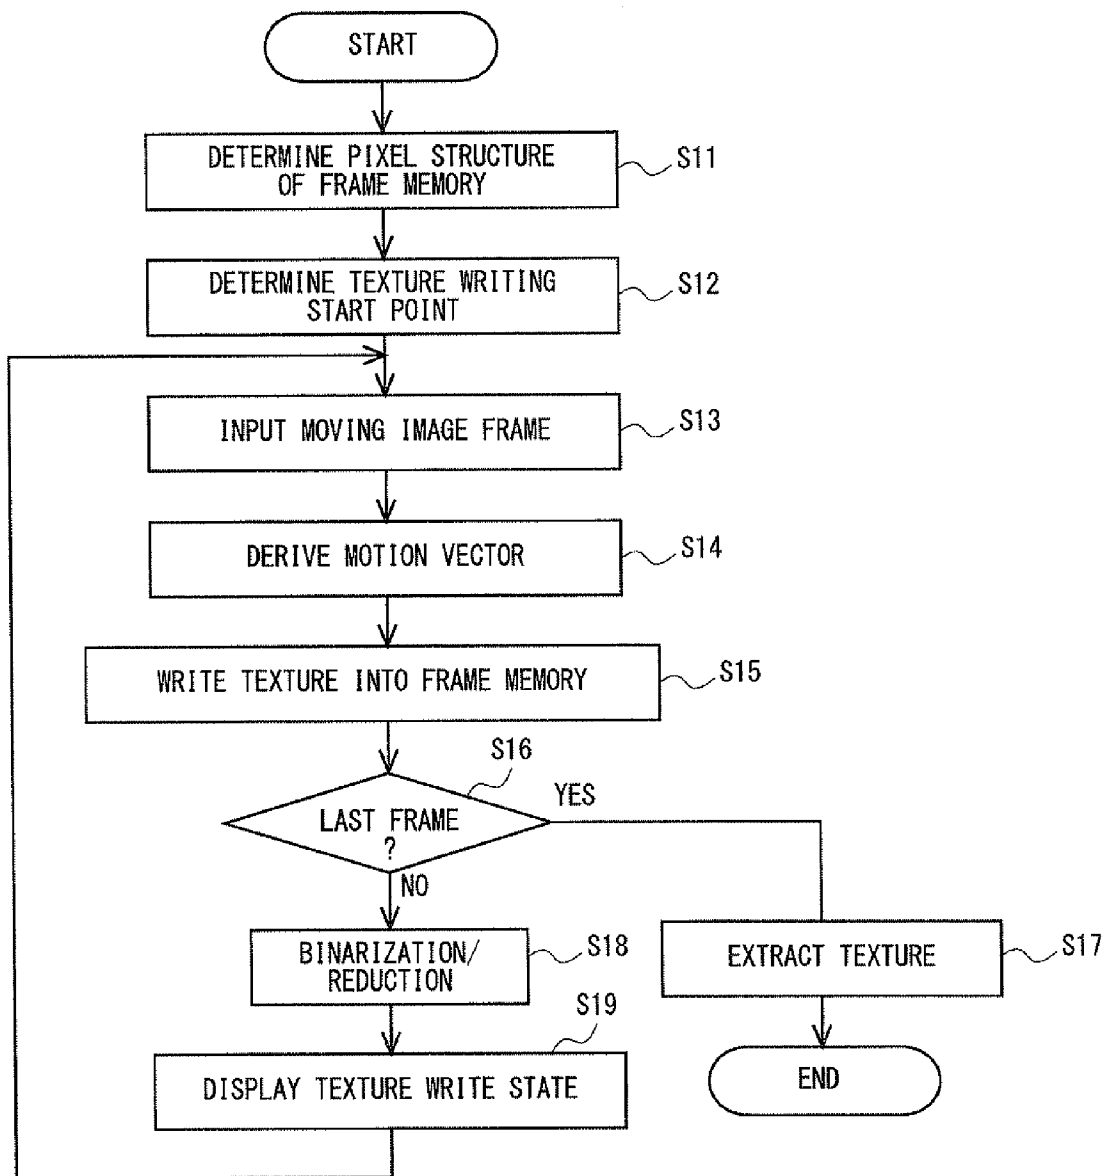 START
DETERMINE PIXEL STRUCTURE
OF FRAME MEMORY
S11
DETERMINE TEXTURE WRITING
START POINT
S12
INPUT MOVING IMAGE FRAME
S13
DERIVE MOTION VECTOR
S14
WRITE TEXTURE INTO FRAME MEMORY
S15
S16
LAST FRAME
?
YES
NO
BINARIZATION/
REDUCTION
S18
EXTRACT TEXTURE
S17
S19
DISPLAY TEXTURE WRITE STATE
END